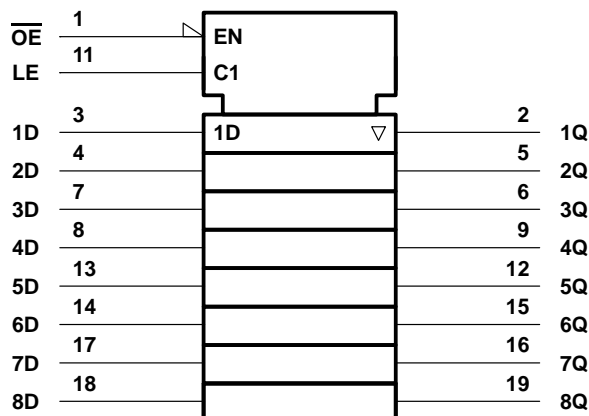 1
O̅E̅ EN
11
LE C1
3 2
1D 1D ▽ 1Q
4 5
2D 2Q
7 6
3D 3Q
8 9
4D 4Q
13 12
5D 5Q
14 15
6D 6Q
17 16
7D 7Q
18 19
8D 8Q